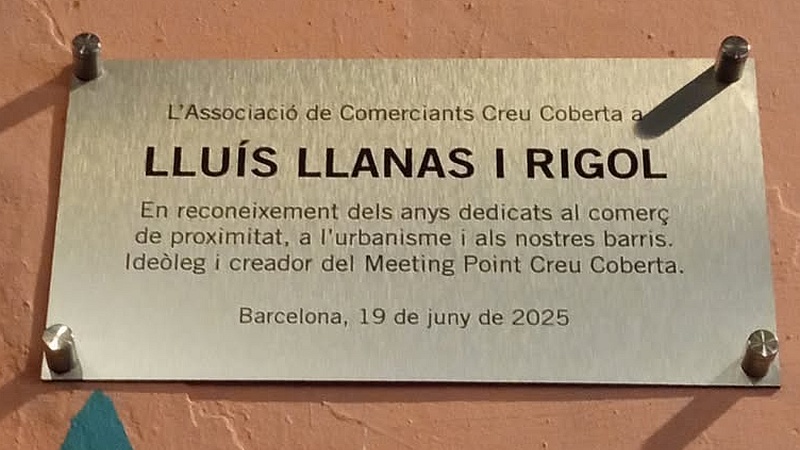 L'Associació de Comerciants Creu Coberta a
LLUÍS LLANAS I RIGOL
En reconeixement dels anys dedicats al comerç
de proximitat, a l'urbanisme i als nostres barris.
Ideòleg i creador del Meeting Point Creu Coberta.
Barcelona, 19 de juny de 2025